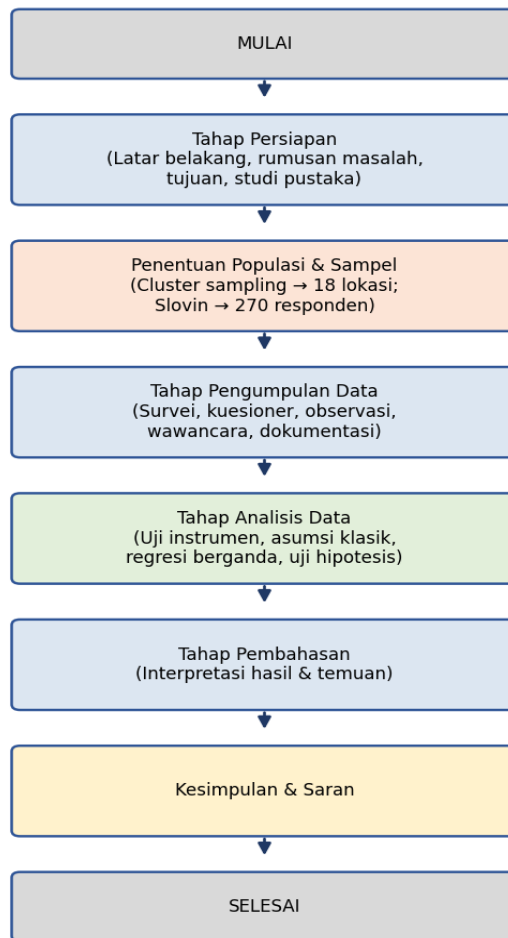 MULAI
Tahap Persiapan
(Latar belakang, rumusan masalah,
tujuan, studi pustaka)
Penentuan Populasi & Sampel
(Cluster sampling → 18 lokasi;
Slovin → 270 responden)
Tahap Pengumpulan Data
(Survei, kuesioner, observasi,
wawancara, dokumentasi)
Tahap Analisis Data
(Uji instrumen, asumsi klasik,
regresi berganda, uji hipotesis)
Tahap Pembahasan
(Interpretasi hasil & temuan)
Kesimpulan & Saran
SELESAI